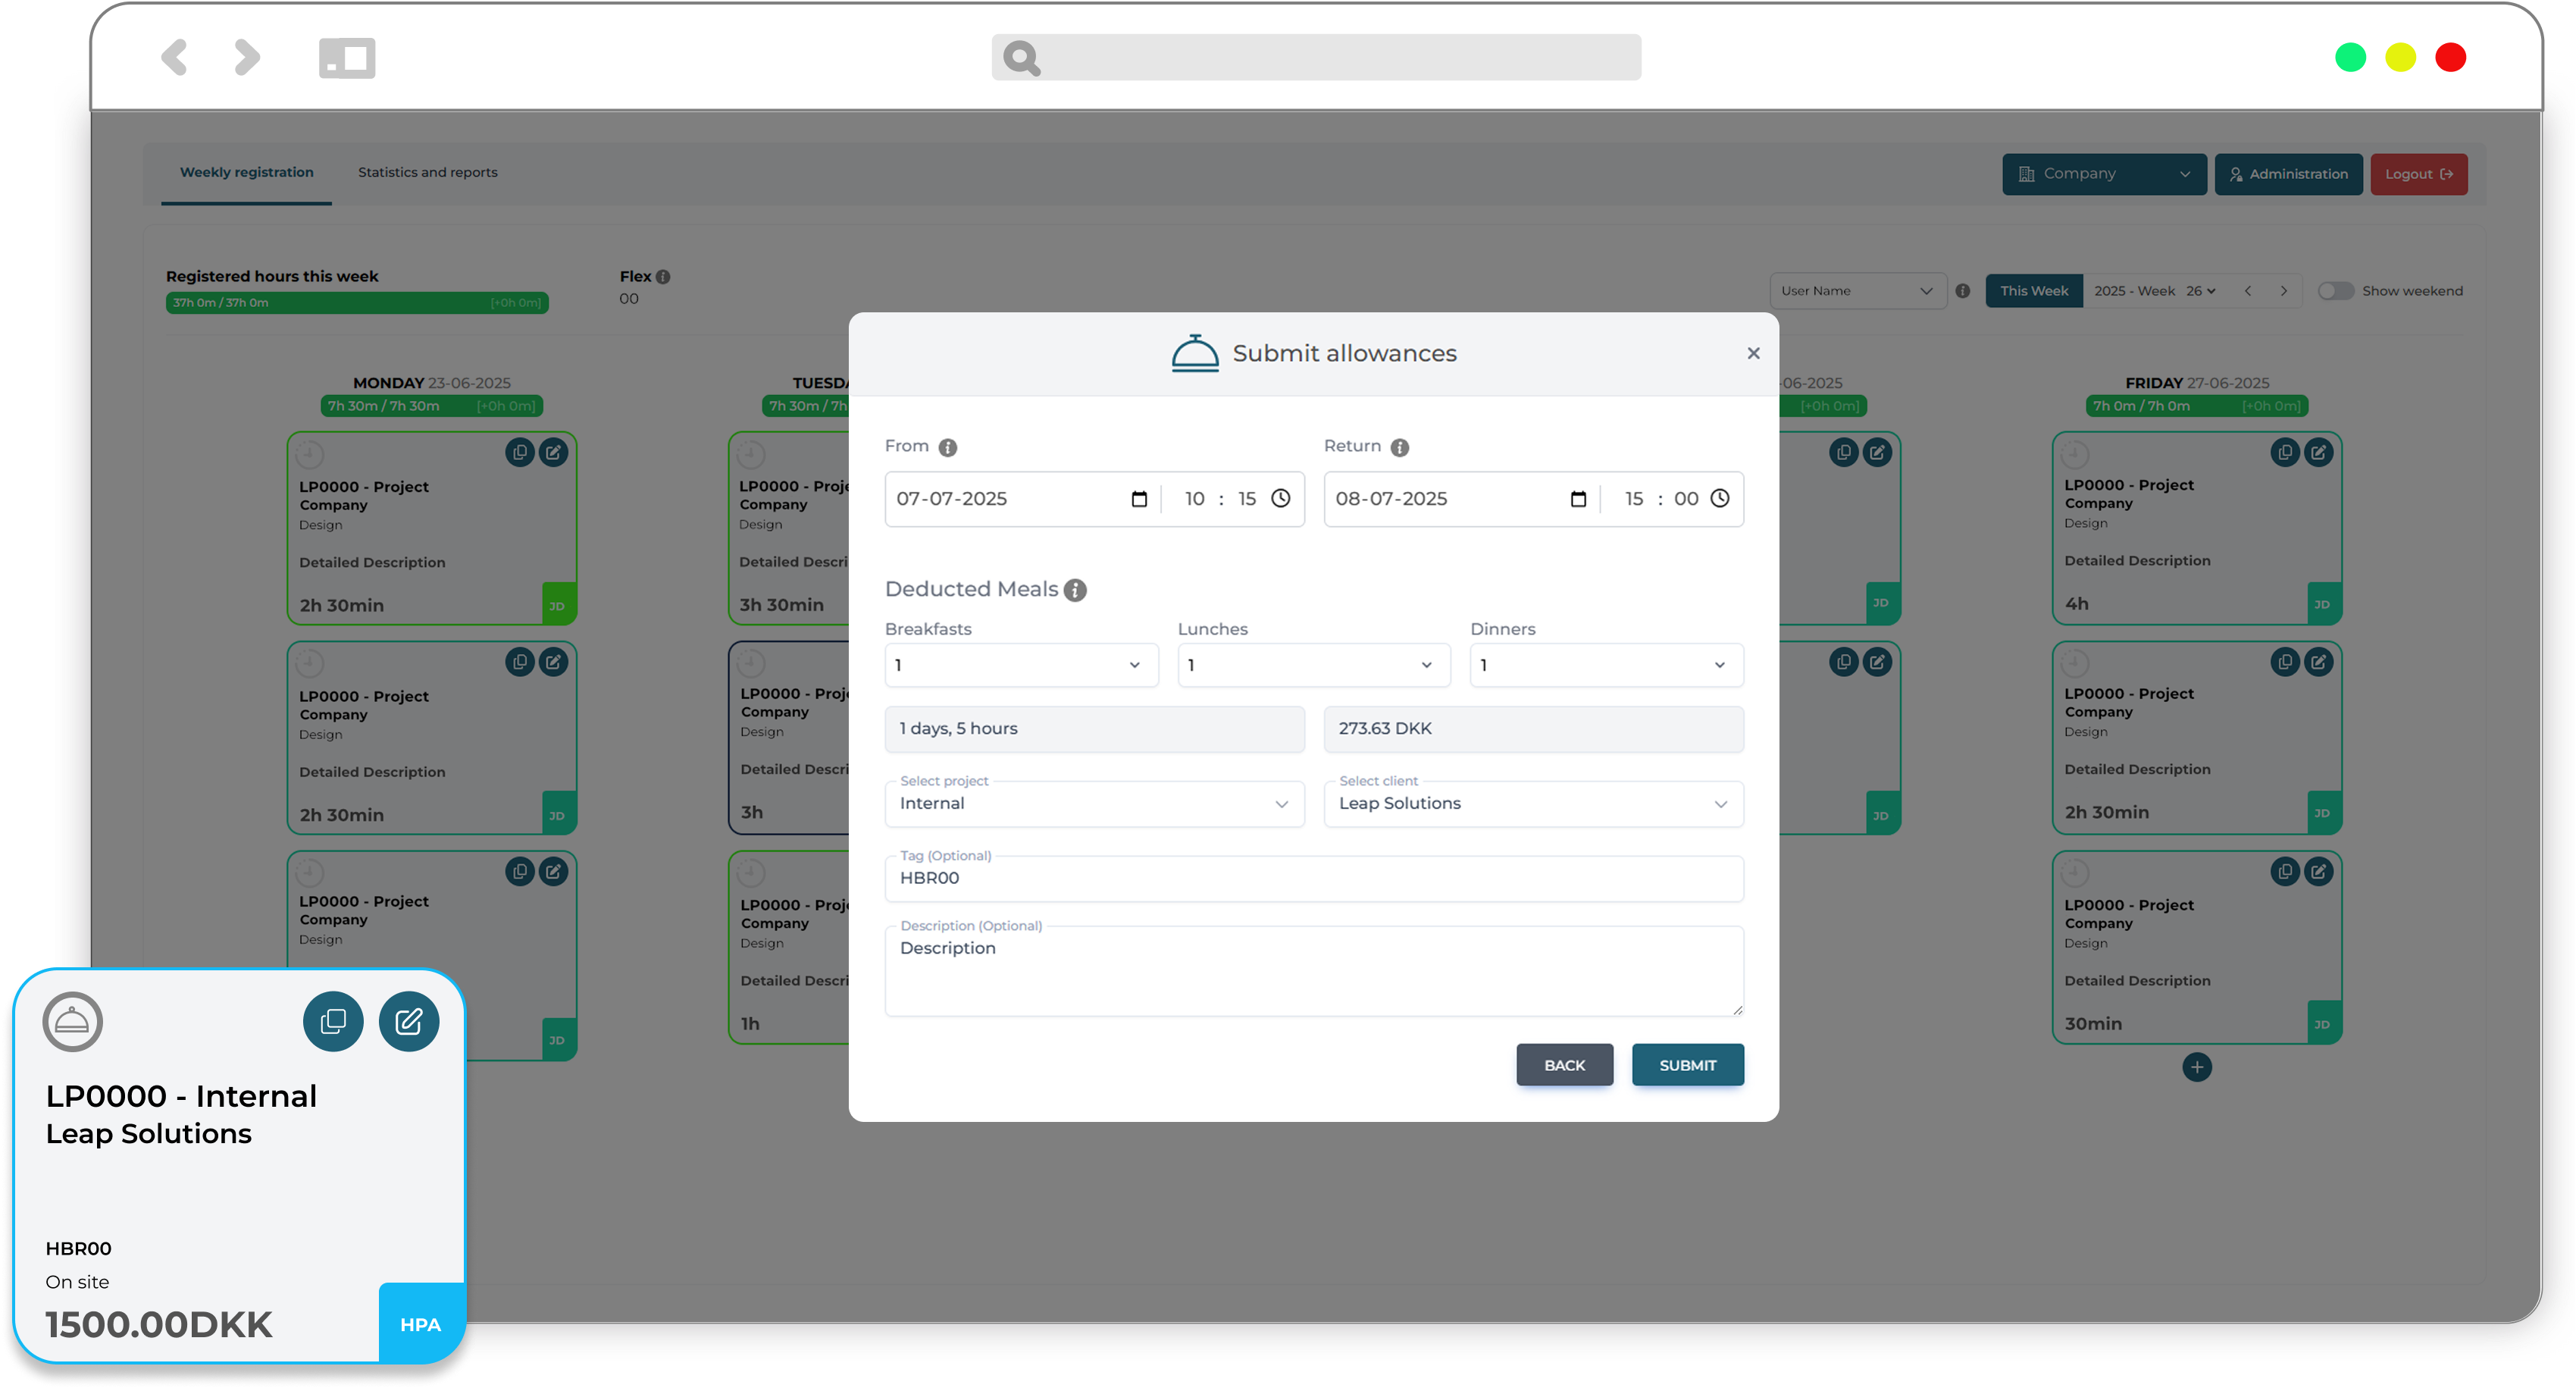 Weekly registration
Statistics and reports
Company
Administration
Logout
Registered hours this week
37h 0m / 37h 0m [+0h 0m]
Flex
00
User Name
This Week
2025 - Week 26
Show weekend
MONDAY 23-06-2025
7h 30m / 7h 30m [+0h 0m]
LP0000 - Project
Company
Design
Detailed Description
2h 30min
JD
LP0000 - Project
Company
Design
Detailed Description
2h 30min
JD
LP0000 - Project
Company
Design
JD
TUESDA
7h 30m / 7h
LP0000 - Proje
Company
Design
Detailed Descri
3h 30min
LP0000 - Proj
Company
Design
Detailed Descri
3h
LP0000 - Proj
Company
Design
Detailed Descri
1h
Submit allowances
From
07-07-2025 10 : 15
Return
08-07-2025 15 : 00
Deducted Meals
Breakfasts
1
Lunches
1
Dinners
1
1 days, 5 hours
273.63 DKK
Select project
Internal
Select client
Leap Solutions
Tag (Optional)
HBR00
Description (Optional)
Description
BACK
SUBMIT
-06-2025
[+0h 0m]
JD
JD
FRIDAY 27-06-2025
7h 0m / 7h 0m [+0h 0m]
LP0000 - Project
Company
Design
Detailed Description
4h
JD
LP0000 - Project
Company
Design
Detailed Description
2h 30min
JD
LP0000 - Project
Company
Design
Detailed Description
30min
JD
LP0000 - Internal
Leap Solutions
HBR00
On site
1500.00DKK
HPA